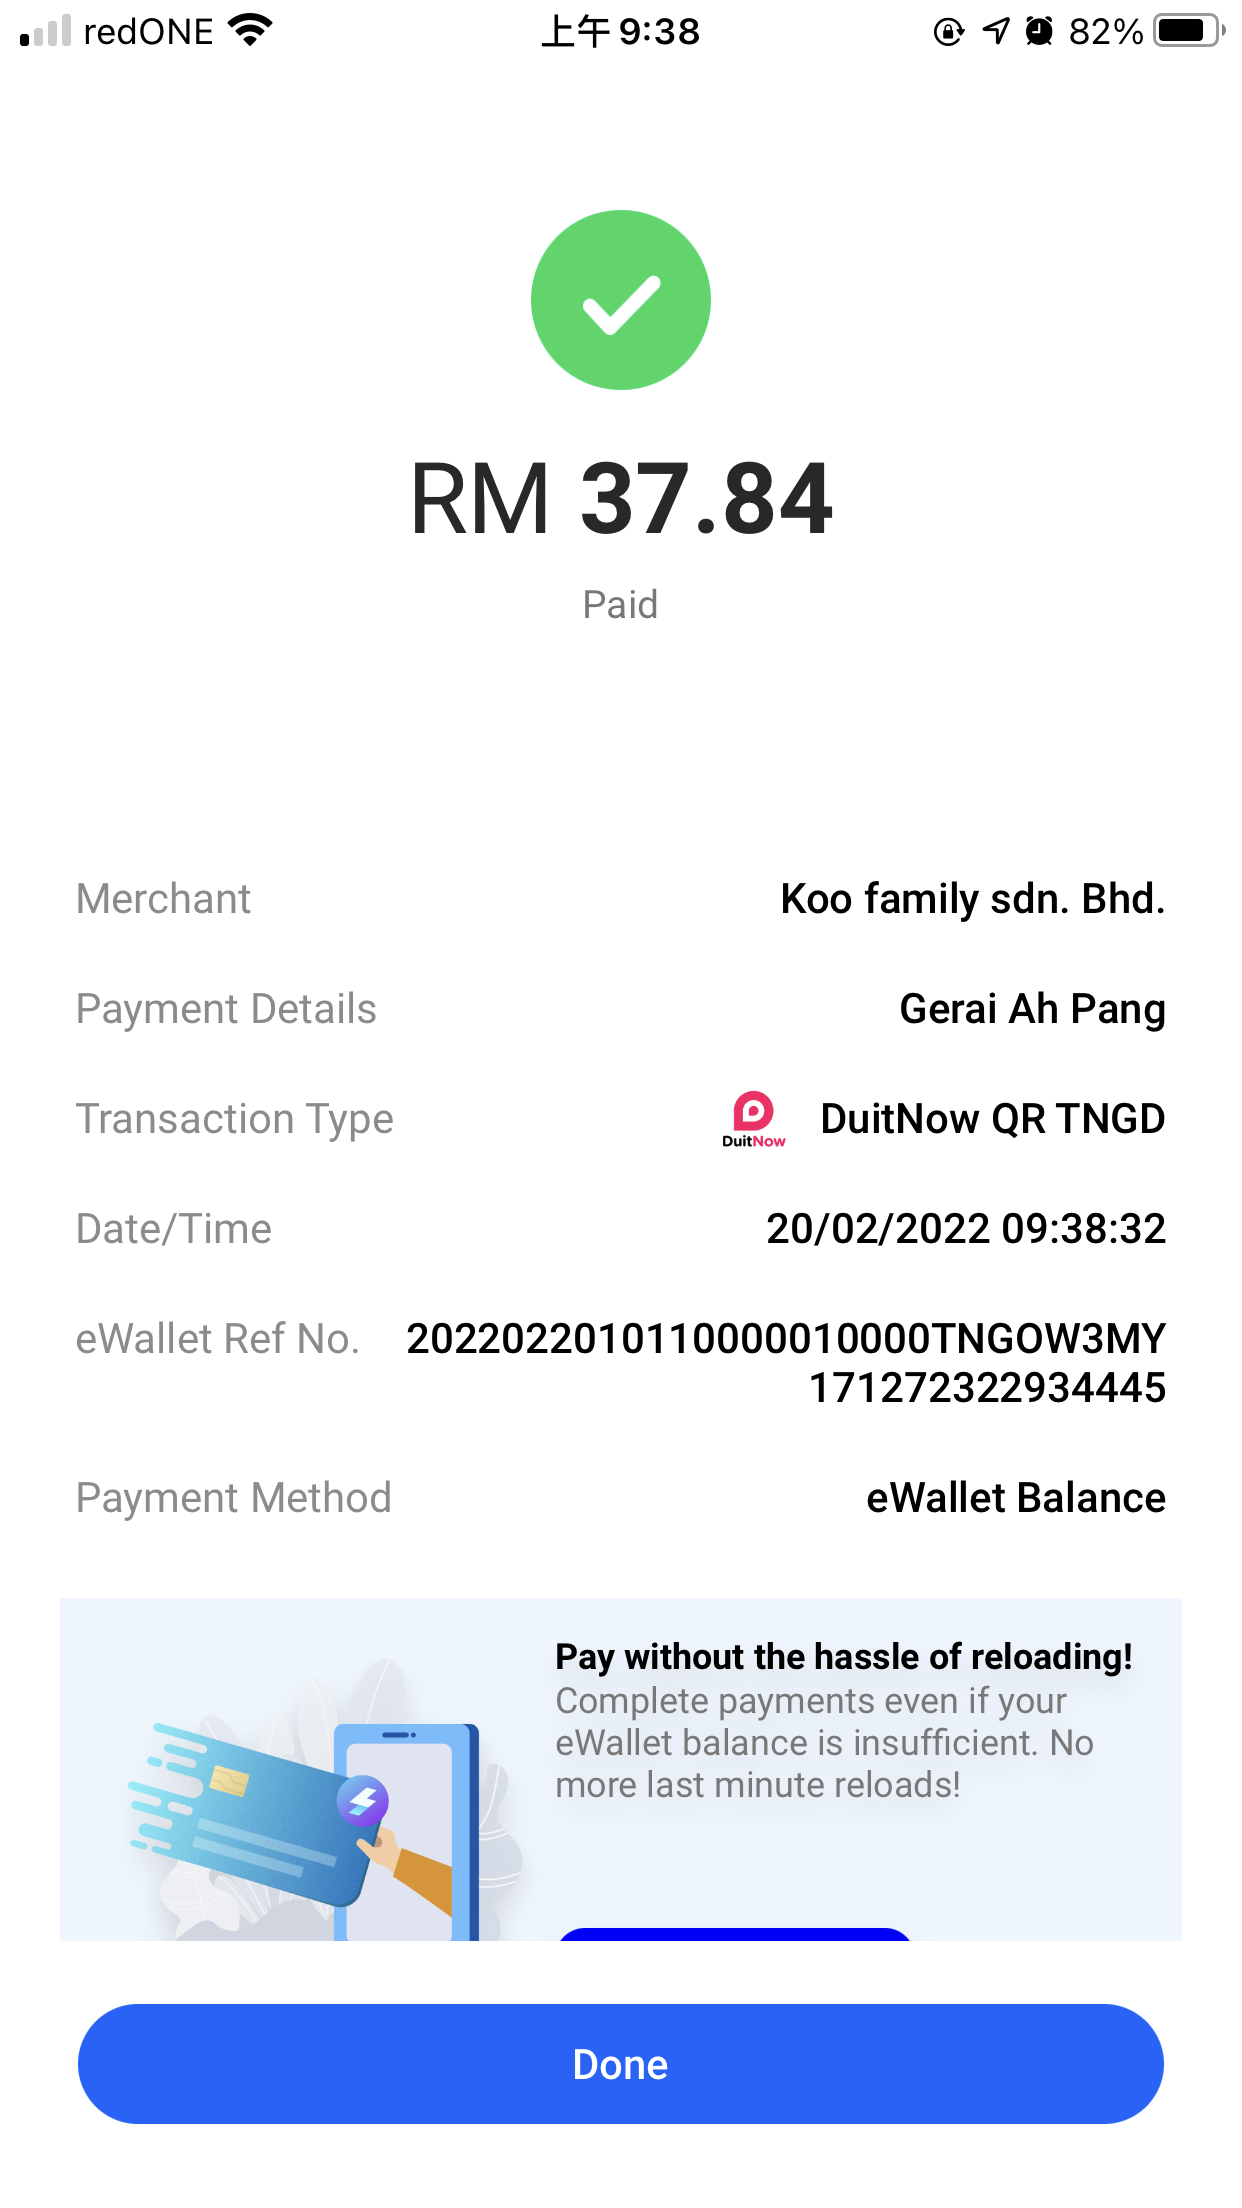 redONE
上午 9:38
82%
RM 37.84
Paid
Merchant
Koo family sdn. Bhd.
Payment Details
Gerai Ah Pang
Transaction Type
DuitNow
DuitNow QR TNGD
Date/Time
20/02/2022 09:38:32
eWallet Ref No.
20220220101110000010000TNGOW3MY
171272322934445
Payment Method
eWallet Balance
Pay without the hassle of reloading!
Complete payments even if your
eWallet balance is insufficient. No
more last minute reloads!
Done